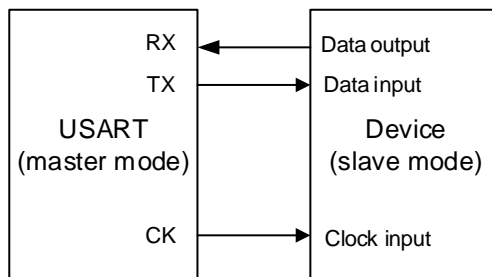 RX
Data output
TX
Data input
USART
(master mode)
Device
(slave mode)
CK
Clock input